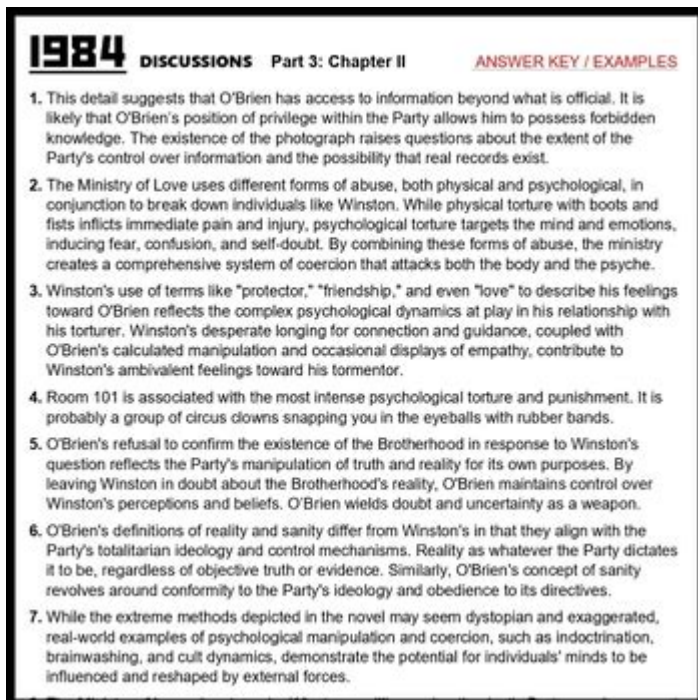 1984 DISCUSSIONS Part 3: Chapter II ANSWER KEY / EXAMPLES
1. This detail suggests that O'Brien has access to information beyond what is official. It is
likely that O'Brien's position of privilege within the Party allows him to possess forbidden
knowledge. The existence of the photograph raises questions about the extent of the
Party's control over information and the possibility that real records exist.
2. The Ministry of Love uses different forms of abuse, both physical and psychological, in
conjunction to break down individuals like Winston. While physical torture with boots and
fists inflicts immediate pain and injury, psychological torture targets the mind and emotions,
inducing fear, confusion, and self-doubt. By combining these forms of abuse, the ministry
creates a comprehensive system of coercion that attacks both the body and the psyche.
3. Winston's use of terms like "protector," "friendship," and even "love" to describe his feelings
toward O'Brien reflects the complex psychological dynamics at play in his relationship with
his torturer. Winston's desperate longing for connection and guidance, coupled with
O'Brien's calculated manipulation and occasional displays of empathy, contribute to
Winston's ambivalent feelings toward his tormentor.
4. Room 101 is associated with the most intense psychological torture and punishment. It is
probably a group of circus clowns snapping you in the eyeballs with rubber bands.
5. O'Brien's refusal to confirm the existence of the Brotherhood in response to Winston's
question reflects the Party's manipulation of truth and reality for its own purposes. By
leaving Winston in doubt about the Brotherhood's reality, O'Brien maintains control over
Winston's perceptions and beliefs. O'Brien wields doubt and uncertainty as a weapon.
6. O'Brien's definitions of reality and sanity differ from Winston's in that they align with the
Party's totalitarian ideology and control mechanisms. Reality as whatever the Party dictates
it to be, regardless of objective truth or evidence. Similarly, O'Brien's concept of sanity
revolves around conformity to the Party's ideology and obedience to its directives.
7. While the extreme methods depicted in the novel may seem dystopian and exaggerated,
real-world examples of psychological manipulation and coercion, such as indoctrination,
brainwashing, and cult dynamics, demonstrate the potential for individuals' minds to be
influenced and reshaped by external forces.